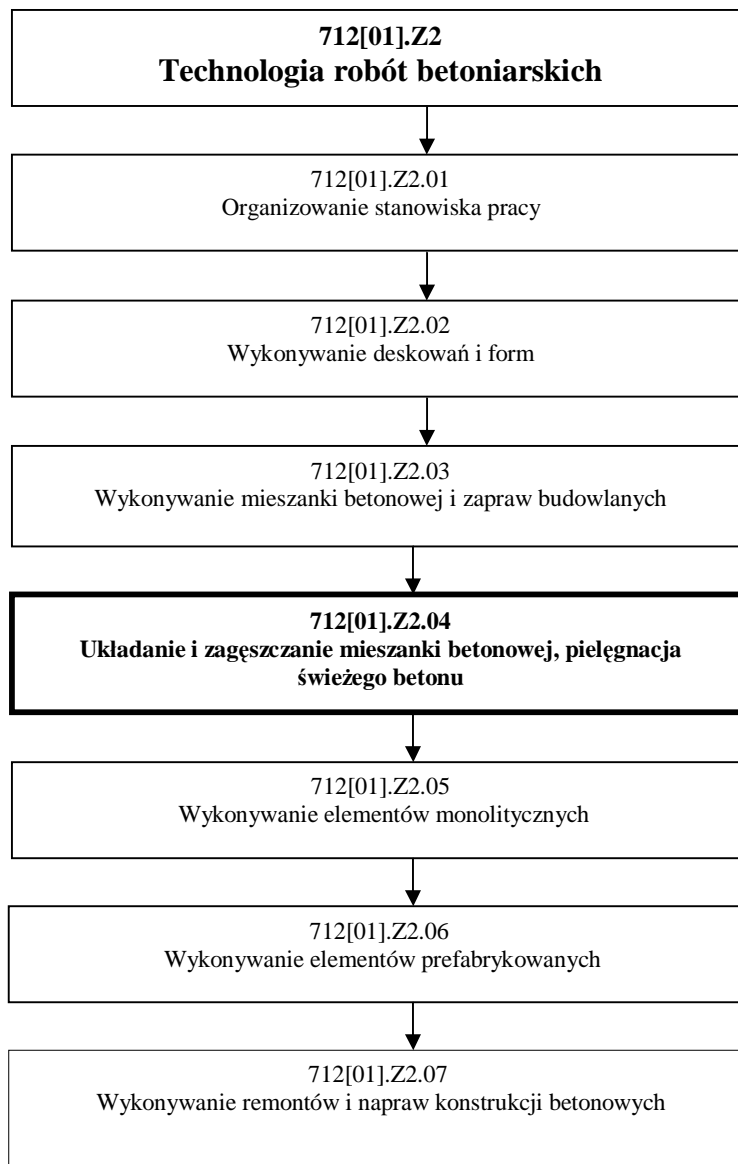 712[01].Z2
Technologia robót betoniarskich
712[01].Z2.01
Organizowanie stanowiska pracy
712[01].Z2.02
Wykonywanie deskowań i form
712[01].Z2.03
Wykonywanie mieszanki betonowej i zapraw budowlanych
712[01].Z2.04
Układanie i zagęszczanie mieszanki betonowej, pielęgnacja
świeżego betonu
712[01].Z2.05
Wykonywanie elementów monolitycznych
712[01].Z2.06
Wykonywanie elementów prefabrykowanych
712[01].Z2.07
Wykonywanie remontów i napraw konstrukcji betonowych